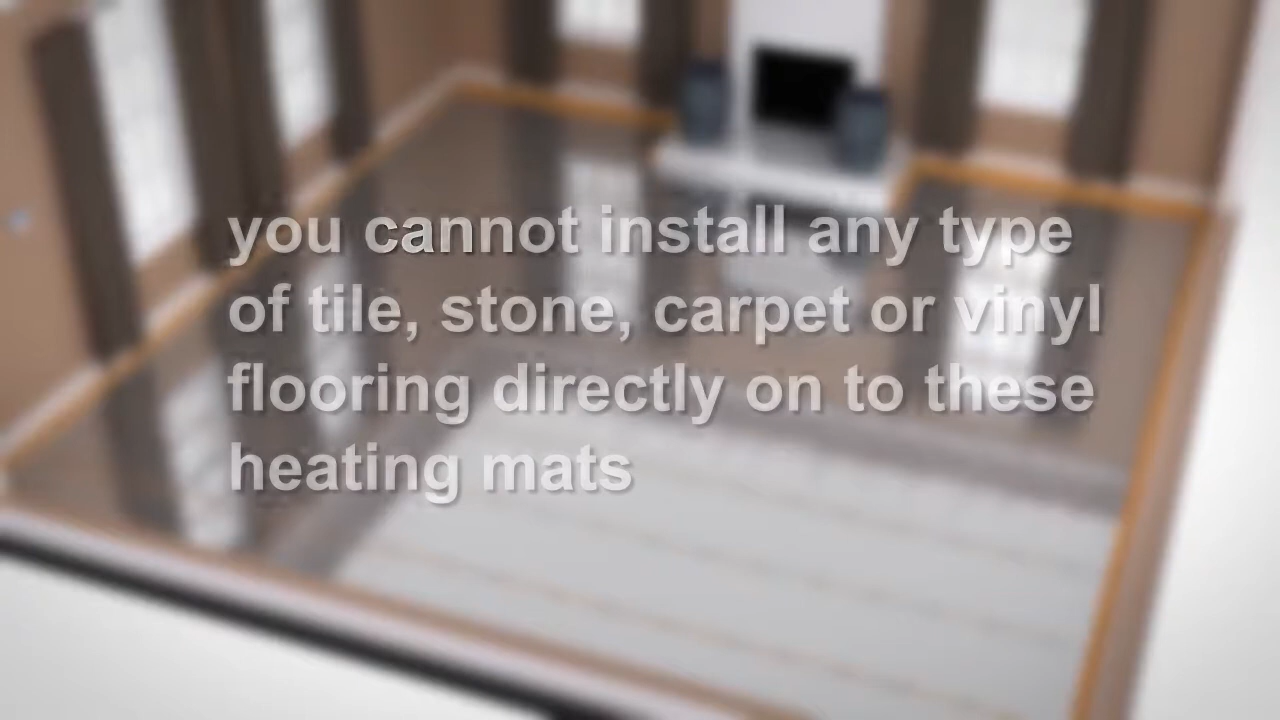 you cannot install any type
of tile, stone, carpet or vinyl
flooring directly on to these
heating mats